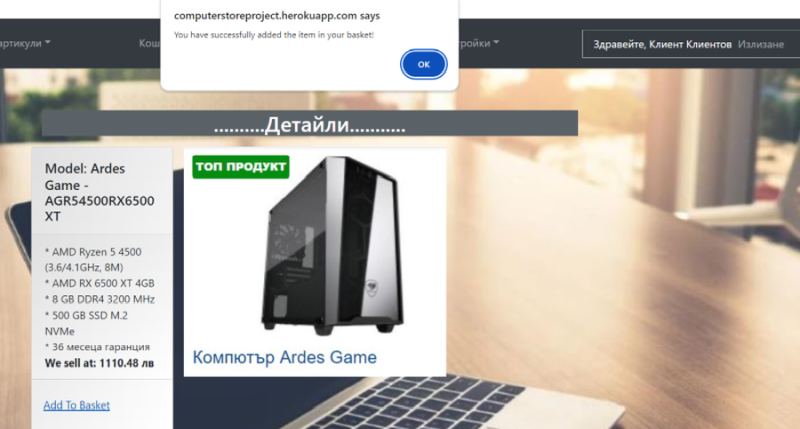 computerstoreproject.herokuapp.com says
You have successfully added the item in your basket!
OK
артикули
Кош
ройки
Здравейте, Клиент Клиентов Излизане
..........Детайли...........
Model: Ardes
Game -
AGR54500RX6500
XT
* AMD Ryzen 5 4500
(3.6/4.1GHz, 8M)
* AMD RX 6500 XT 4GB
* 8 GB DDR4 3200 MHz
* 500 GB SSD M.2
NVMe
* 36 месеца гаранция
We sell at: 1110.48 лв
Add To Basket
ТОП ПРОДУКТ
Компютър Ardes Game